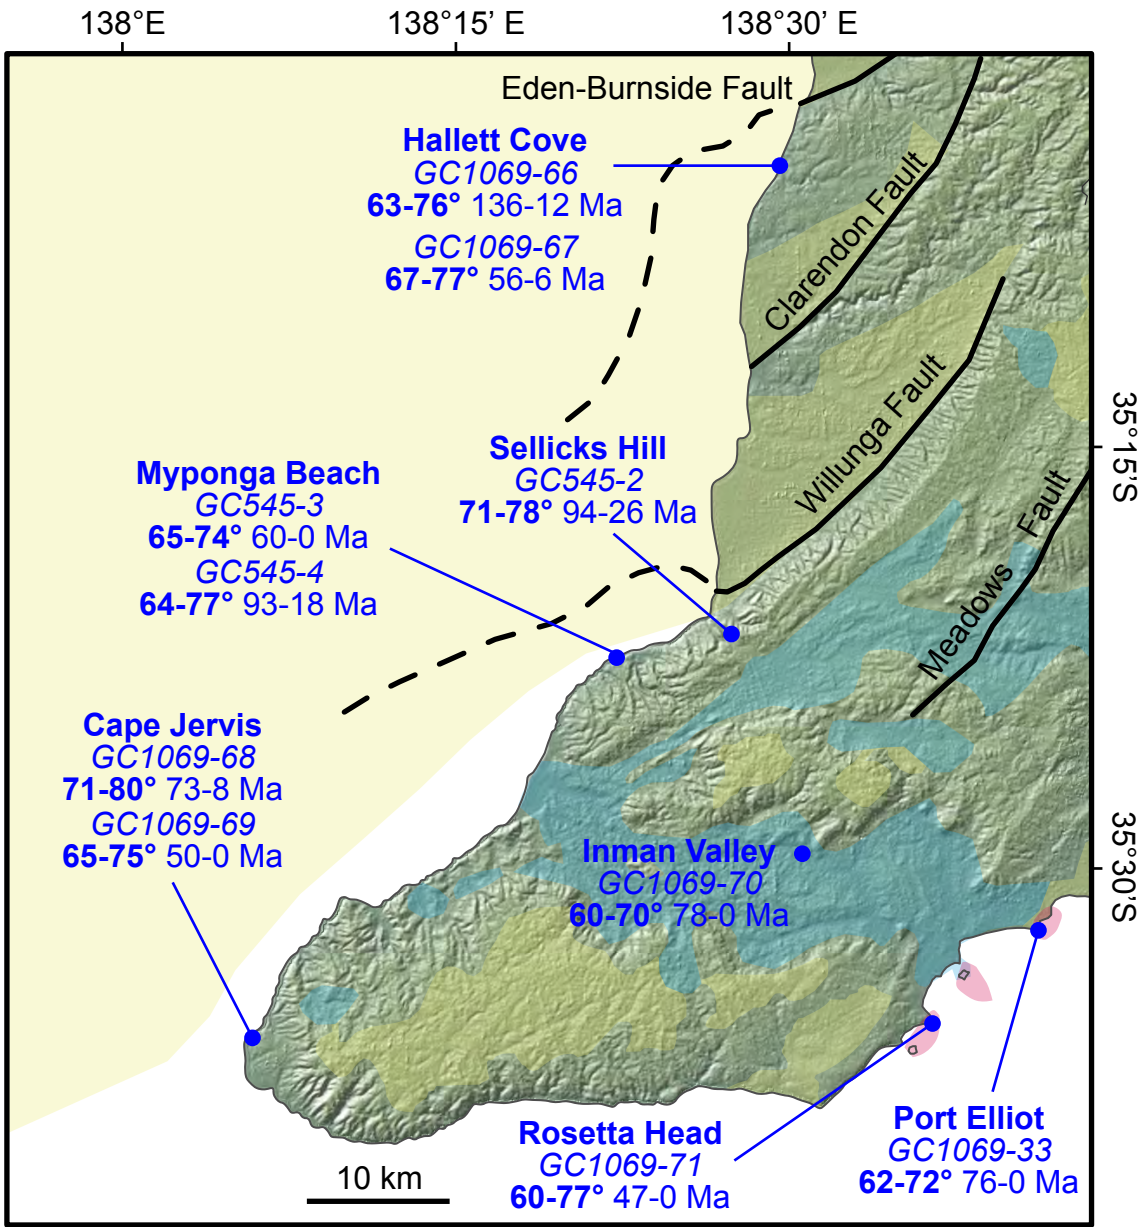 138°E
138°15' E
138°30' E
Eden-Burnside Fault
Hallett Cove
GC1069-66
63-76° 136-12 Ma
GC1069-67
67-77° 56-6 Ma
Clarendon Fault
Willunga Fault
35°15'S
Sellicks Hill
GC545-2
71-78° 94-26 Ma
Myponga Beach
GC545-3
65-74° 60-0 Ma
GC545-4
64-77° 93-18 Ma
Meadows Fault
Cape Jervis
GC1069-68
71-80° 73-8 Ma
GC1069-69
65-75° 50-0 Ma
Inman Valley
GC1069-70
60-70° 78-0 Ma
35°30'S
Rosetta Head
GC1069-71
60-77° 47-0 Ma
Port Elliot
GC1069-33
62-72° 76-0 Ma
10 km